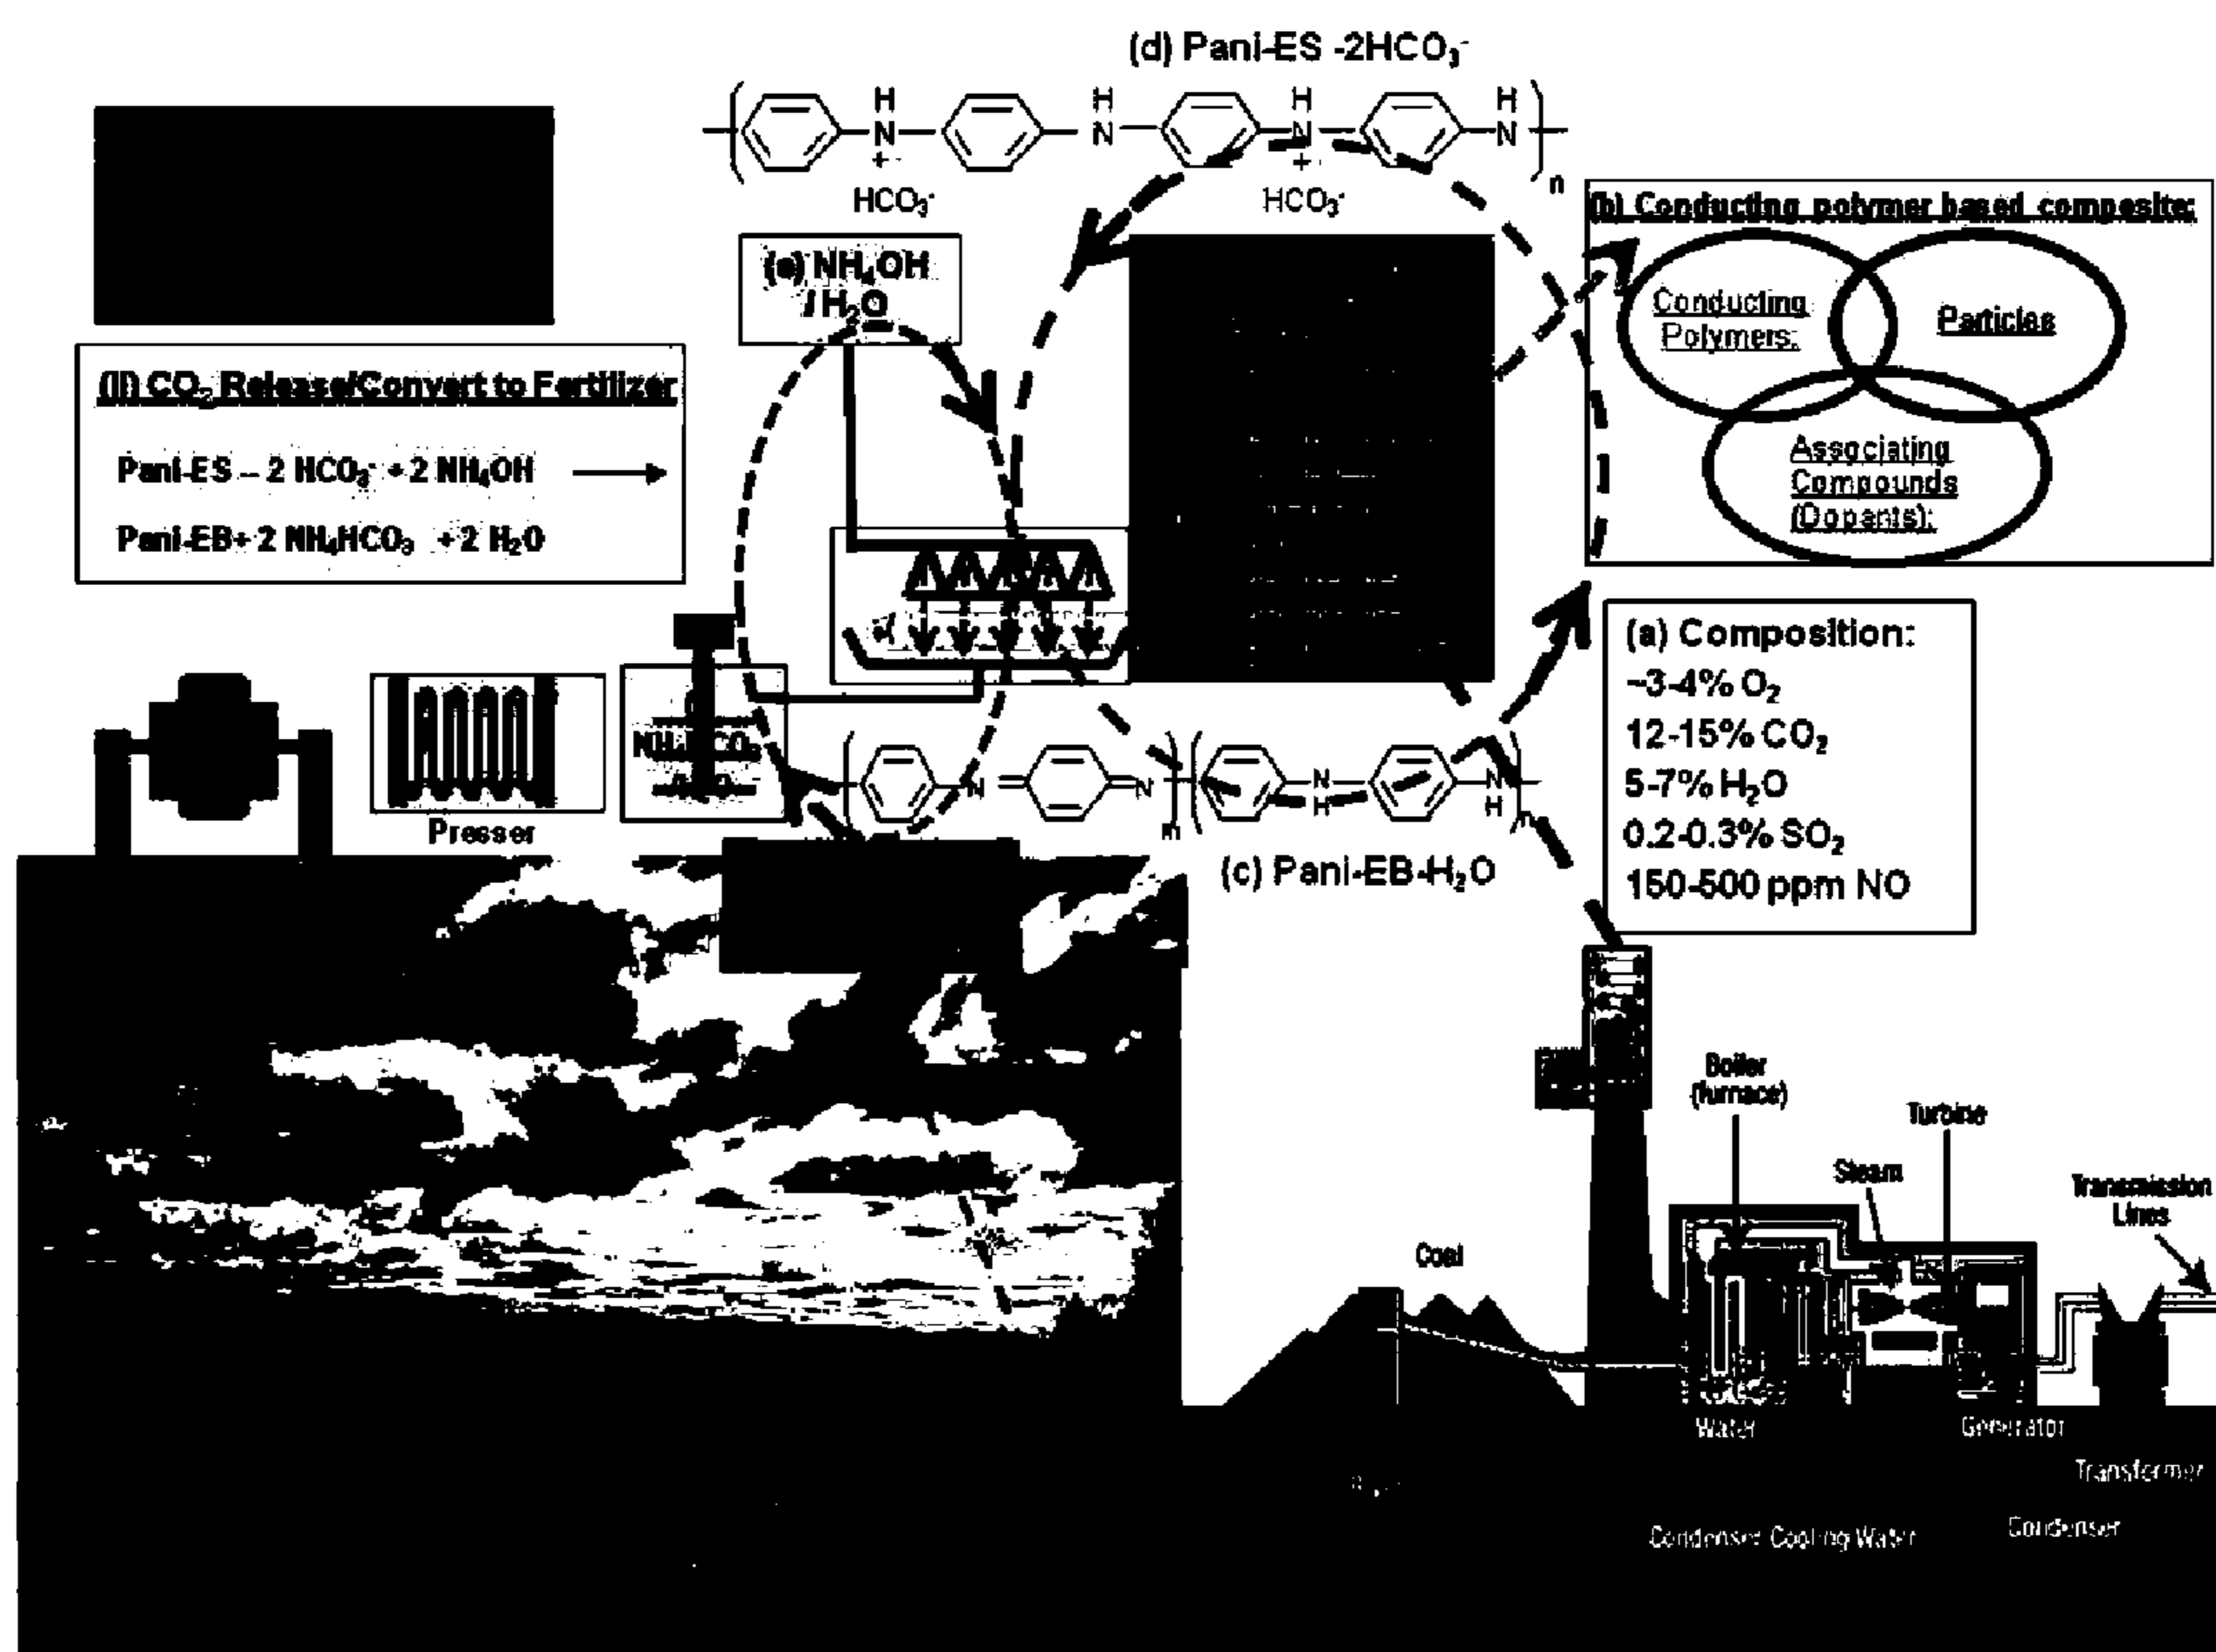 (d) Pani-ES -2HCO₃⁻
H H H H
N N N N
+ +
n
HCO₃⁻ HCO₃⁻
(b) Conducting polymer based composite:
Conducting
Polymers:
Particles
Associating
Compounds
(Dopants):
(e) NH₄OH
/ H₂O
(II) CO₂ Release/Convert to Fertilizer
Pani-ES – 2 HCO₃⁻ + 2 NH₄OH
Pani-EB+ 2 NH₄HCO₃ + 2 H₂O
(a) Composition:
~3-4% O₂
12-15% CO₂
5-7% H₂O
0.2-0.3% SO₂
150-500 ppm NO
Presser
N N N N
H H
m n
(c) Pani-EB-H₂O
Boiler
(furnace)
Turbine
Steam
Transmission
Lines
Coal
Water
Generator
Transformer
Condenser
Condenser Cooling Water